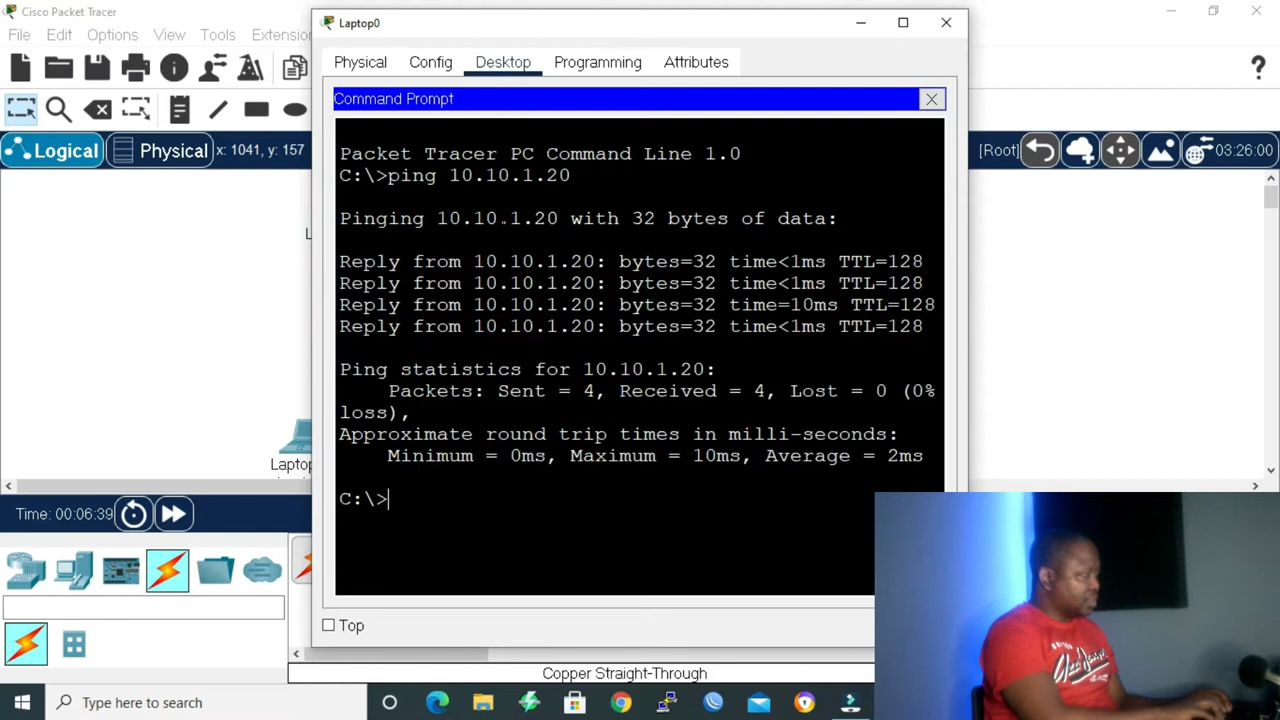 Cisco Packet Tracer
File Edit Options View Tools Extension
Laptop0
Physical Config Desktop Programming Attributes
Command Prompt
Logical Physical x: 1041, y: 157
[Root] 03:26:00
Packet Tracer PC Command Line 1.0
C:\>ping 10.10.1.20
Pinging 10.10.1.20 with 32 bytes of data:
Reply from 10.10.1.20: bytes=32 time<1ms TTL=128
Reply from 10.10.1.20: bytes=32 time<1ms TTL=128
Reply from 10.10.1.20: bytes=32 time=10ms TTL=128
Reply from 10.10.1.20: bytes=32 time<1ms TTL=128
Ping statistics for 10.10.1.20:
Packets: Sent = 4, Received = 4, Lost = 0 (0%
loss),
Approximate round trip times in milli-seconds:
Minimum = 0ms, Maximum = 10ms, Average = 2ms
C:\>
Laptop
Time: 00:06:39
Top
Copper Straight-Through
Type here to search